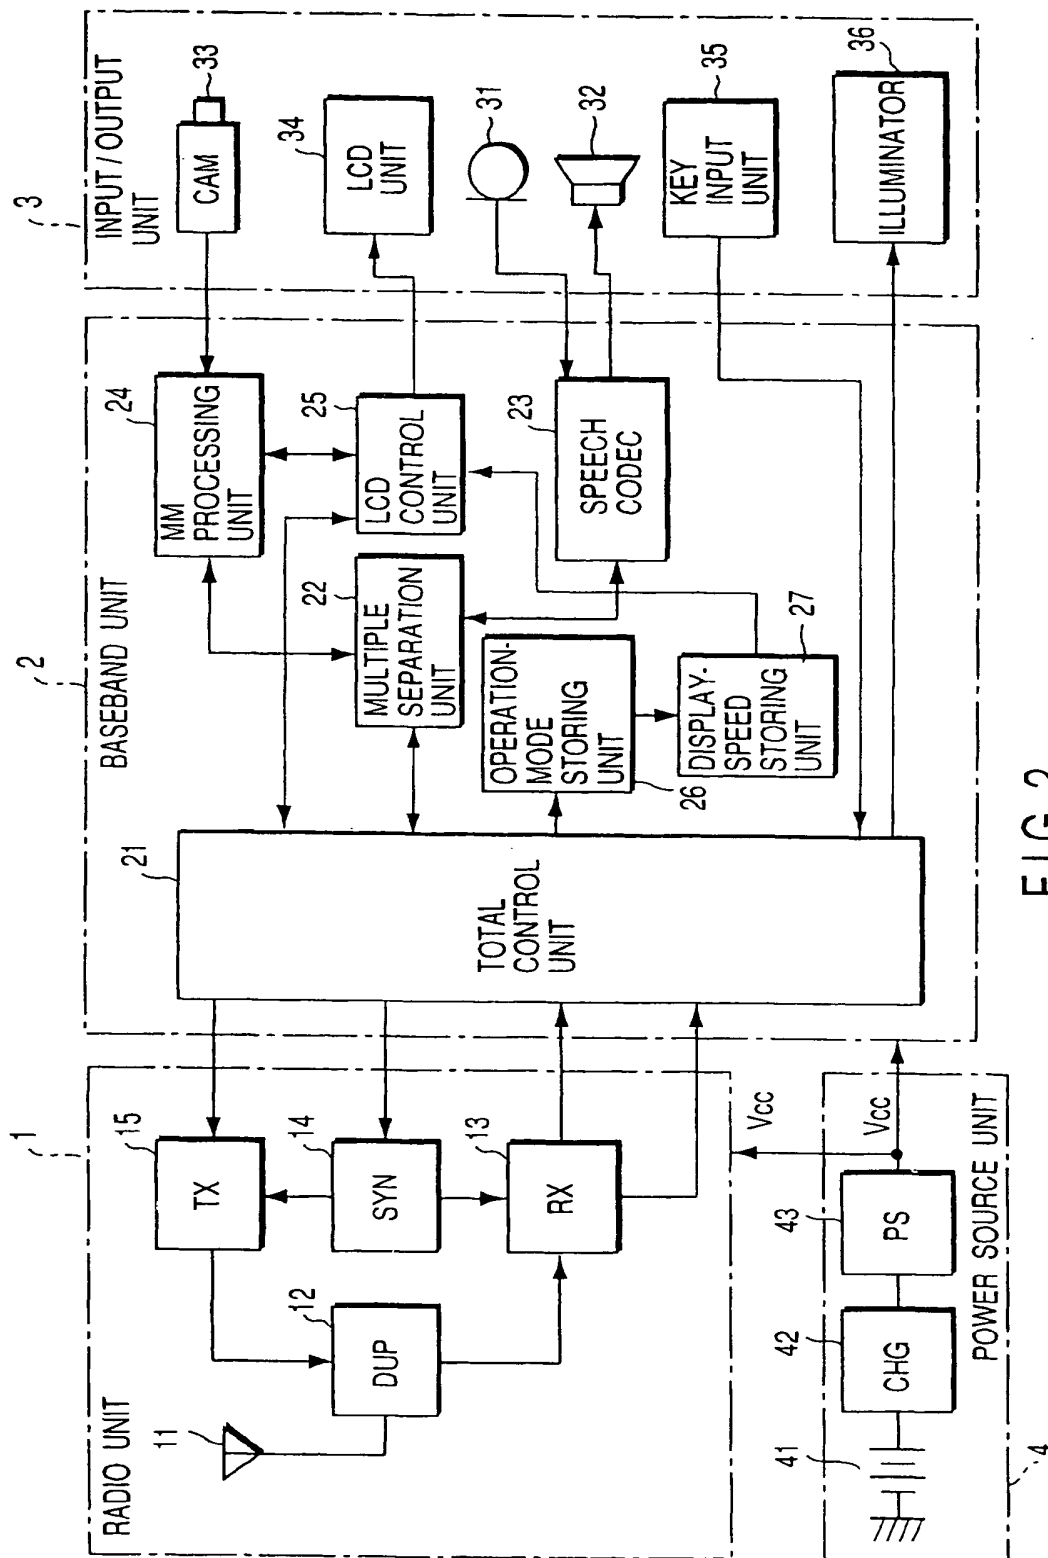 1
RADIO UNIT
11
12
DUP
15
TX
14
SYN
13
RX
Vcc
2
BASEBAND UNIT
21
TOTAL
CONTROL
UNIT
22
MULTIPLE
SEPARATION
UNIT
24
MM
PROCESSING
UNIT
25
LCD
CONTROL
UNIT
23
SPEECH
CODEC
OPERATION-
MODE
STORING
UNIT
26
DISPLAY-
SPEED
STORING
UNIT
27
3
INPUT/OUTPUT
UNIT
CAM
33
34
LCD
UNIT
31
32
KEY
INPUT
UNIT
35
ILLUMINATOR
36
41
42
CHG
43
PS
Vcc
POWER SOURCE UNIT
4
FIG. 2